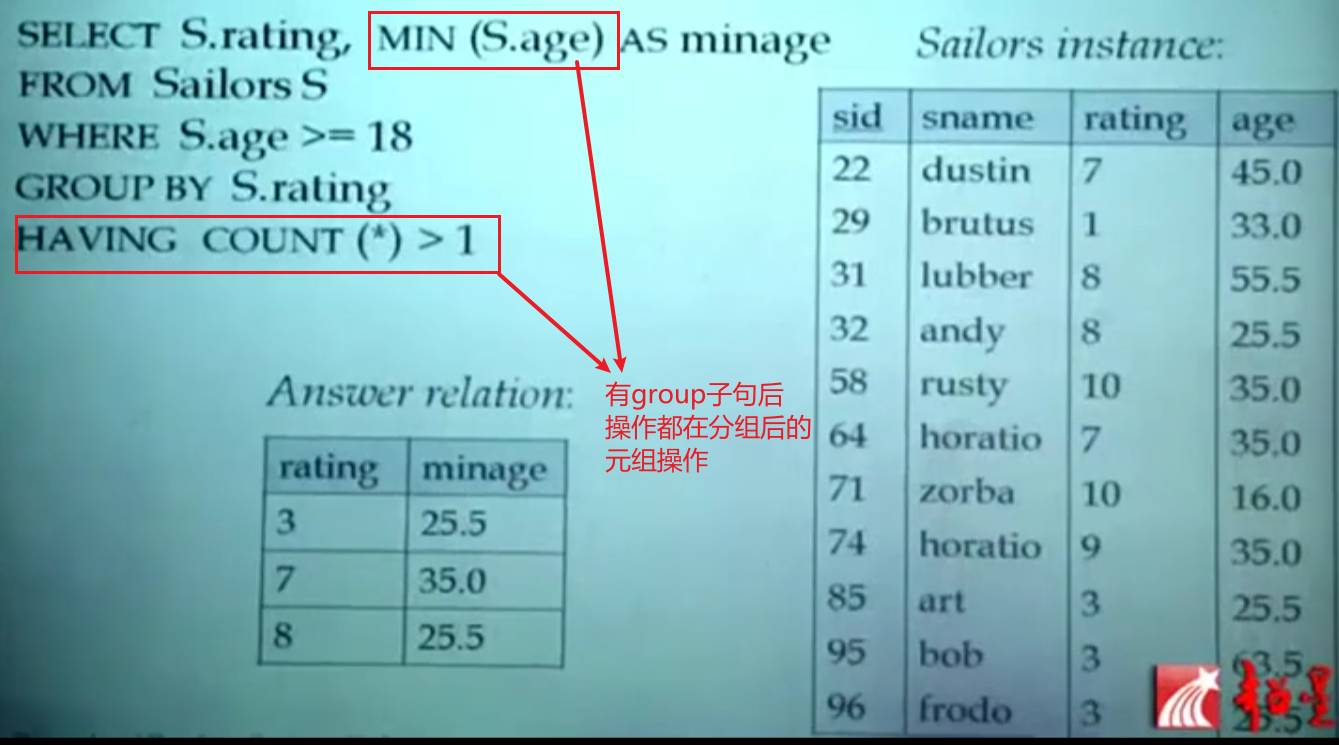 SELECT S.rating, MIN (S.age) AS minage
FROM Sailors S
WHERE S.age >= 18
GROUP BY S.rating
HAVING COUNT (*) > 1
Answer relation:
rating minage
3 25.5
7 35.0
8 25.5
有group子句后
操作都在分组后的
元组操作
Sailors instance:
sid sname rating age
22 dustin 7 45.0
29 brutus 1 33.0
31 lubber 8 55.5
32 andy 8 25.5
58 rusty 10 35.0
64 horatio 7 35.0
71 zorba 10 16.0
74 horatio 9 35.0
85 art 3 25.5
95 bob 3 63.5
96 frodo 3 25.5